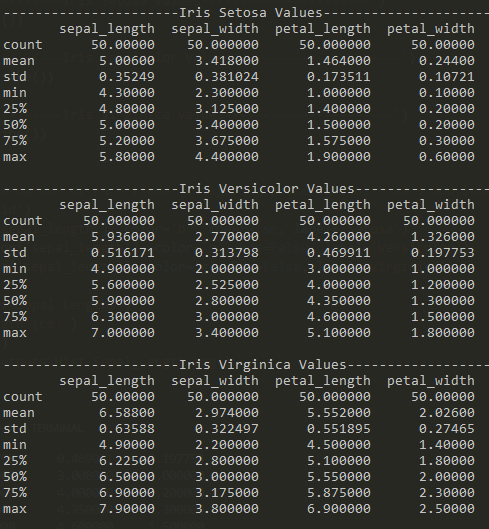 ----------------------Iris Setosa Values---------------------
sepal_length sepal_width petal_length petal_width
count 50.00000 50.000000 50.000000 50.00000
mean 5.00600 3.418000 1.464000 0.24400
std 0.35249 0.381024 0.173511 0.10721
min 4.30000 2.300000 1.000000 0.10000
25% 4.80000 3.125000 1.400000 0.20000
50% 5.00000 3.400000 1.500000 0.20000
75% 5.20000 3.675000 1.575000 0.30000
max 5.80000 4.400000 1.900000 0.60000
----------------------Iris Versicolor Values-----------------
sepal_length sepal_width petal_length petal_width
count 50.000000 50.000000 50.000000 50.000000
mean 5.936000 2.770000 4.260000 1.326000
std 0.516171 0.313798 0.469911 0.197753
min 4.900000 2.000000 3.000000 1.000000
25% 5.600000 2.525000 4.000000 1.200000
50% 5.900000 2.800000 4.350000 1.300000
75% 6.300000 3.000000 4.600000 1.500000
max 7.000000 3.400000 5.100000 1.800000
----------------------Iris Virginica Values------------------
sepal_length sepal_width petal_length petal_width
count 50.00000 50.000000 50.000000 50.00000
mean 6.58800 2.974000 5.552000 2.02600
std 0.63588 0.322497 0.551895 0.27465
min 4.90000 2.200000 4.500000 1.40000
25% 6.22500 2.800000 5.100000 1.80000
50% 6.50000 3.000000 5.550000 2.00000
75% 6.90000 3.175000 5.875000 2.30000
max 7.90000 3.800000 6.900000 2.50000